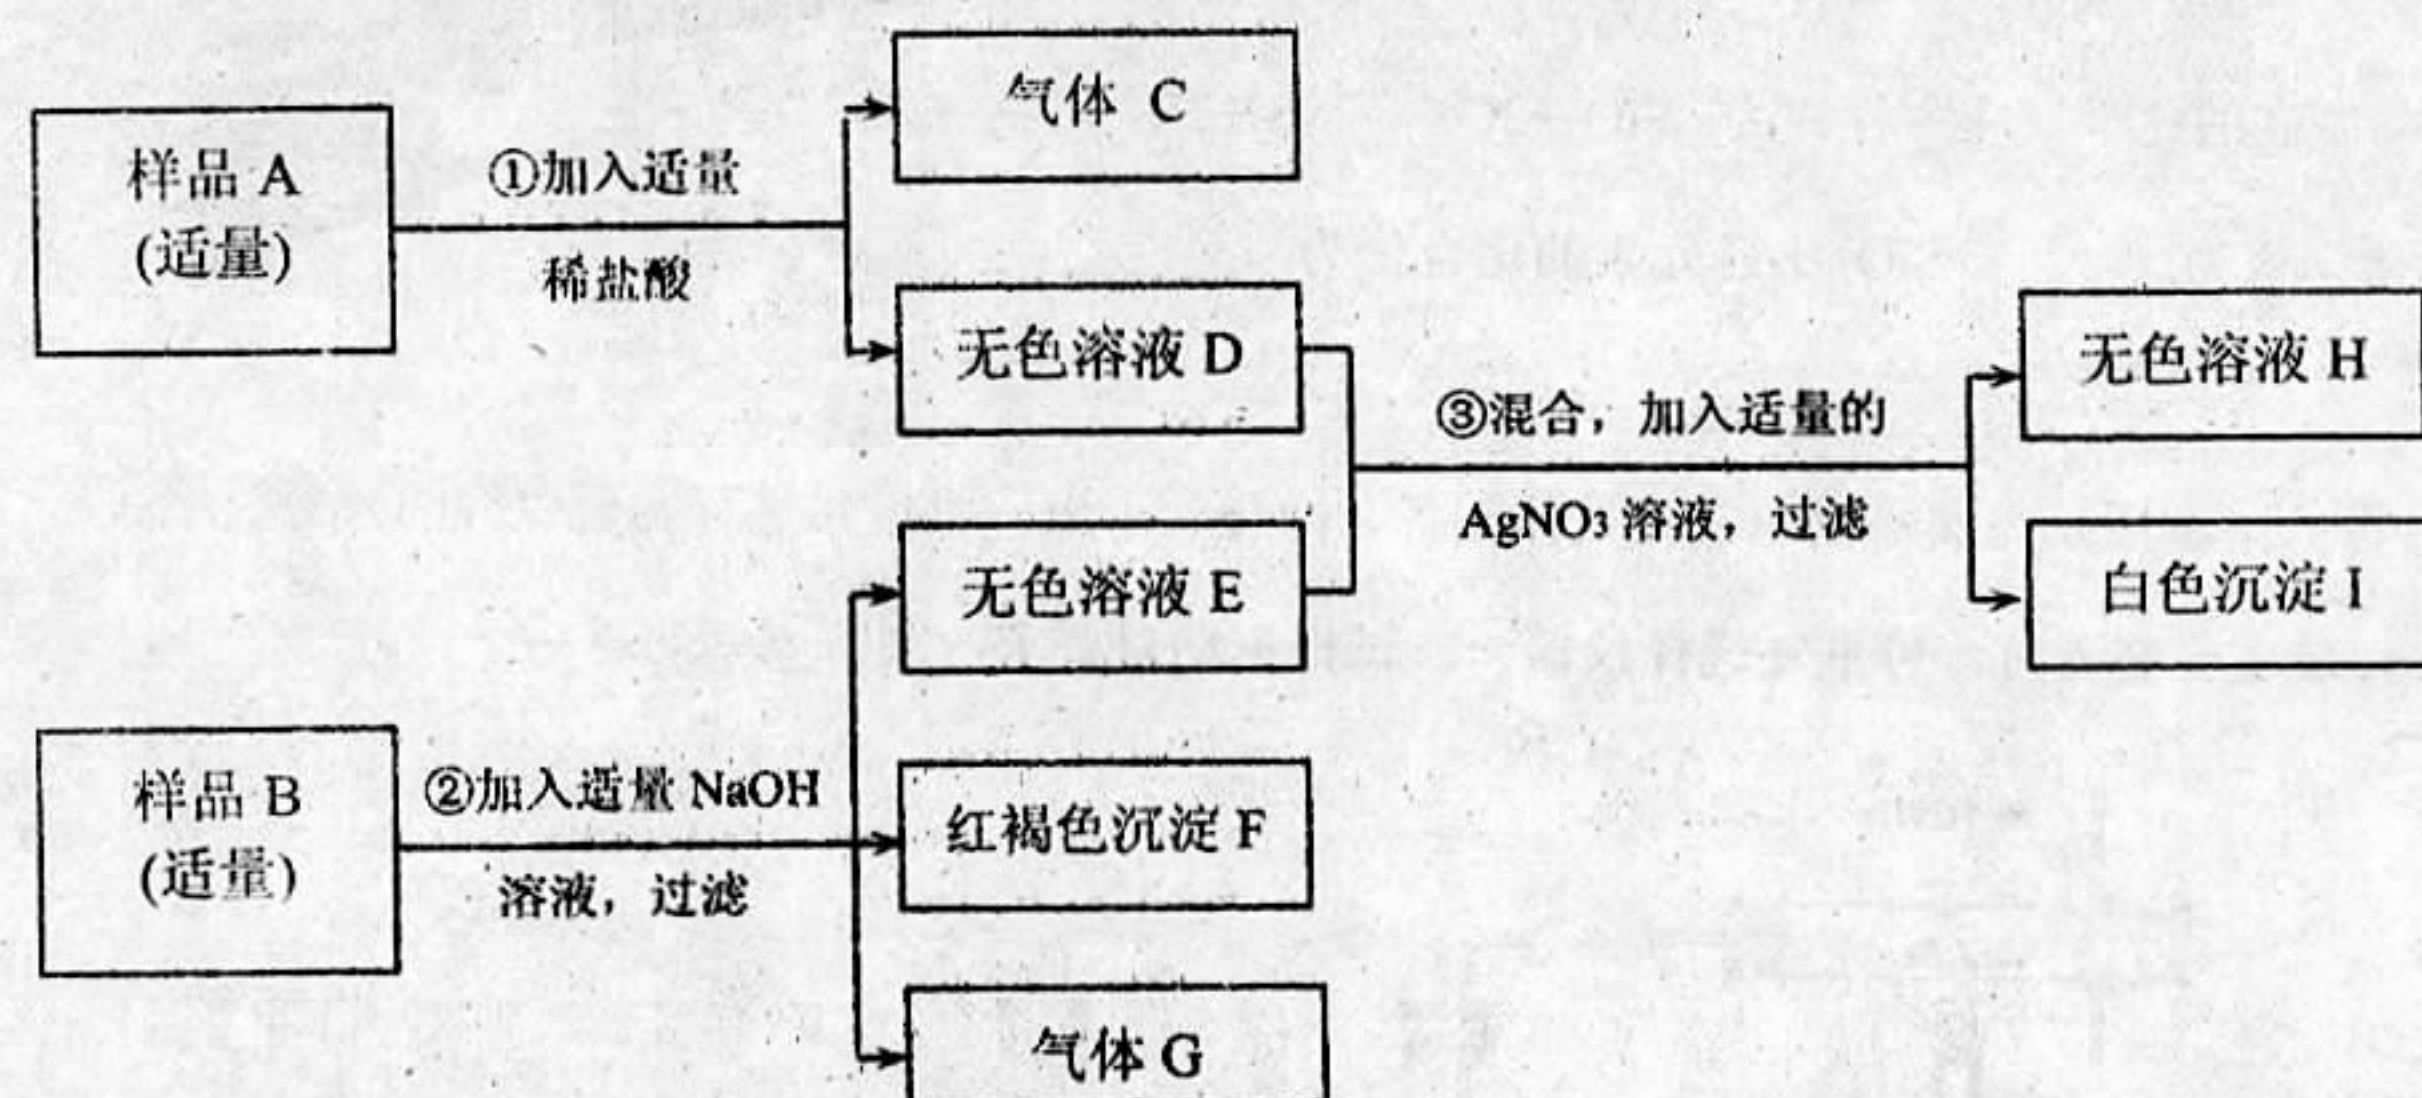 气体 C
样品 A
(适量)
①加入适量
稀盐酸
无色溶液 D
③混合，加入适量的
AgNO₃ 溶液，过滤
无色溶液 H
无色溶液 E
白色沉淀 I
样品 B
(适量)
②加入适量 NaOH
溶液，过滤
红褐色沉淀 F
气体 G